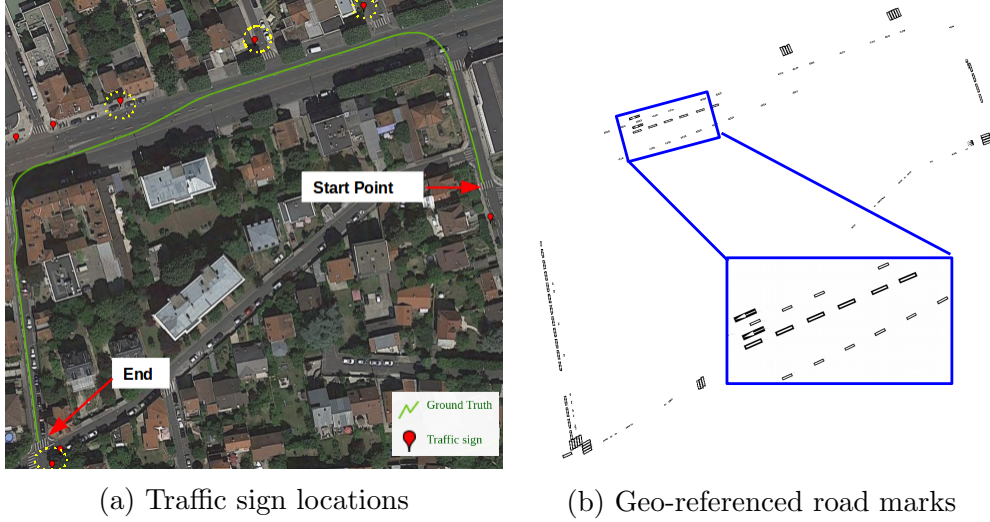 Start Point
End
Ground Truth
Traffic sign
(a) Traffic sign locations
(b) Geo-referenced road marks